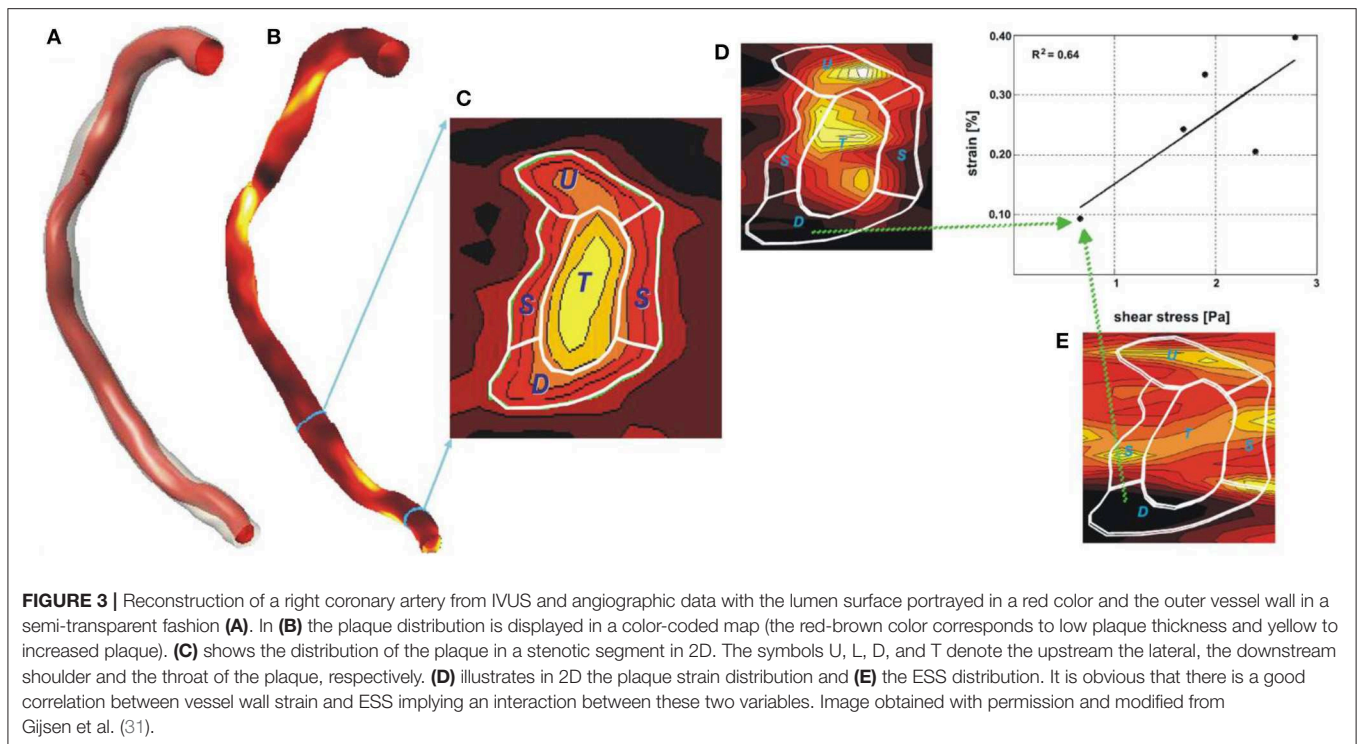 A
B
C
U
T
S
S
D
D
U
T
S
S
D
R² = 0.64
0.40
0.30
0.20
0.10
strain [%]
1
2
3
shear stress [Pa]
E
U
T
S
S
D
FIGURE 3 | Reconstruction of a right coronary artery from IVUS and angiographic data with the lumen surface portrayed in a red color and the outer vessel wall in a
semi-transparent fashion (A). In (B) the plaque distribution is displayed in a color-coded map (the red-brown color corresponds to low plaque thickness and yellow to
increased plaque). (C) shows the distribution of the plaque in a stenotic segment in 2D. The symbols U, L, D, and T denote the upstream the lateral, the downstream
shoulder and the throat of the plaque, respectively. (D) illustrates in 2D the plaque strain distribution and (E) the ESS distribution. It is obvious that there is a good
correlation between vessel wall strain and ESS implying an interaction between these two variables. Image obtained with permission and modified from
Gijsen et al. (31).